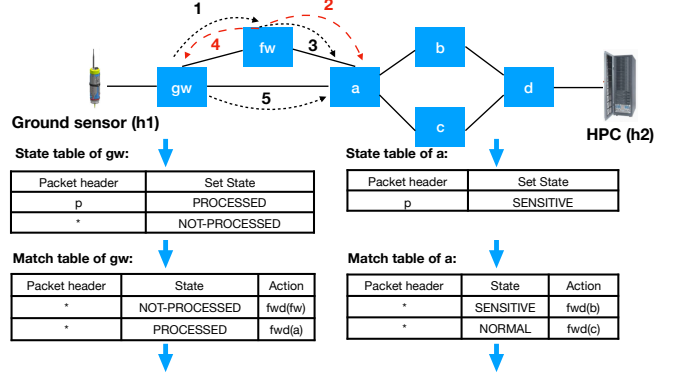 1
2
fw
4
3
b
gw
a
d
5
c
Ground sensor (h1)
HPC (h2)
State table of gw:
Packet header Set State
p PROCESSED
* NOT-PROCESSED
State table of a:
Packet header Set State
p SENSITIVE
Match table of gw:
Packet header State Action
* NOT-PROCESSED fwd(fw)
* PROCESSED fwd(a)
Match table of a:
Packet header State Action
* SENSITIVE fwd(b)
* NORMAL fwd(c)